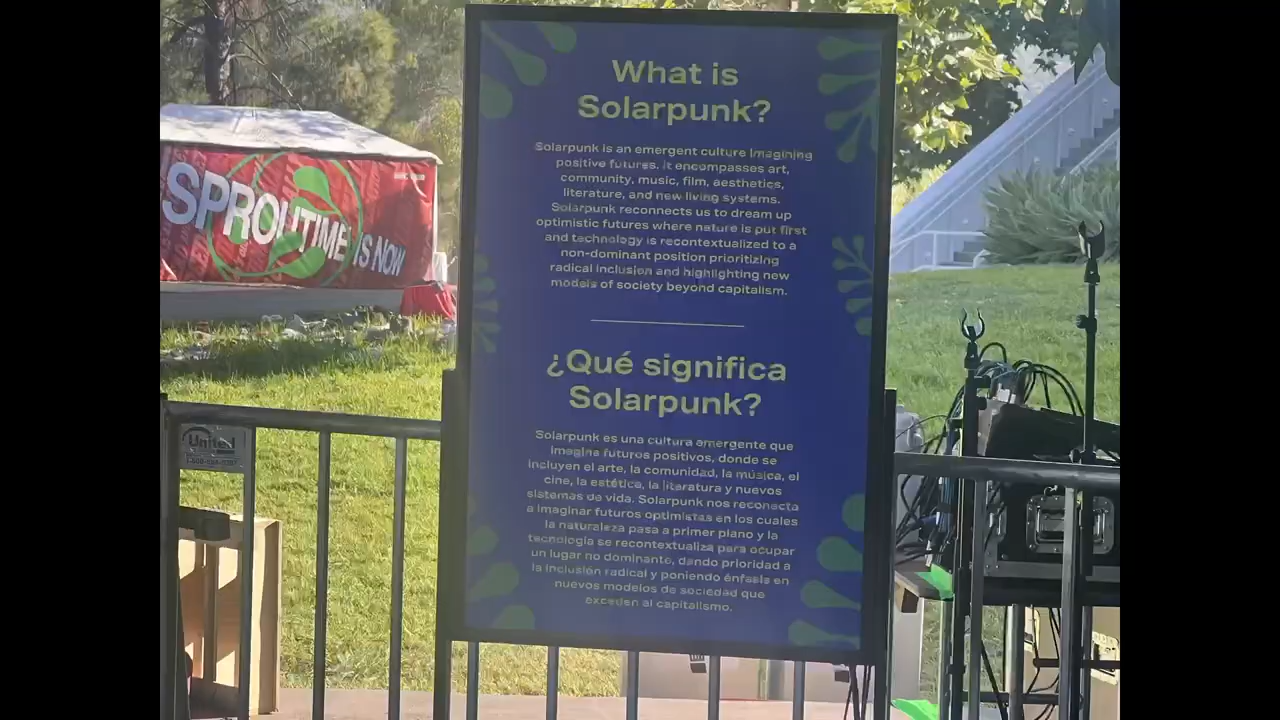 What is
Solarpunk?
Solarpunk is an emergent culture imagining
positive futures. It encompasses art,
community, music, film, aesthetics,
literature, and new living systems.
Solarpunk reconnects us to dream up
optimistic futures where nature is put first
and technology is recontextualized to a
non-dominant position prioritizing
radical inclusion and highlighting new
models of society beyond capitalism.
¿Qué significa
Solarpunk?
Solarpunk es una cultura emergente que
imagina futuros positivos, donde se
incluyen el arte, la comunidad, la música, el
cine, la estética, la literatura y nuevos
sistemas de vida. Solarpunk nos reconecta
a imaginar futuros optimistas en los cuales
la naturaleza pasa a primer plano y la
tecnología se recontextualiza para ocupar
un lugar no dominante, dando prioridad a
la inclusión radical y poniendo énfasis en
nuevos modelos de sociedad que
exceden al capitalismo.
SPROUTIME IS NOW
United